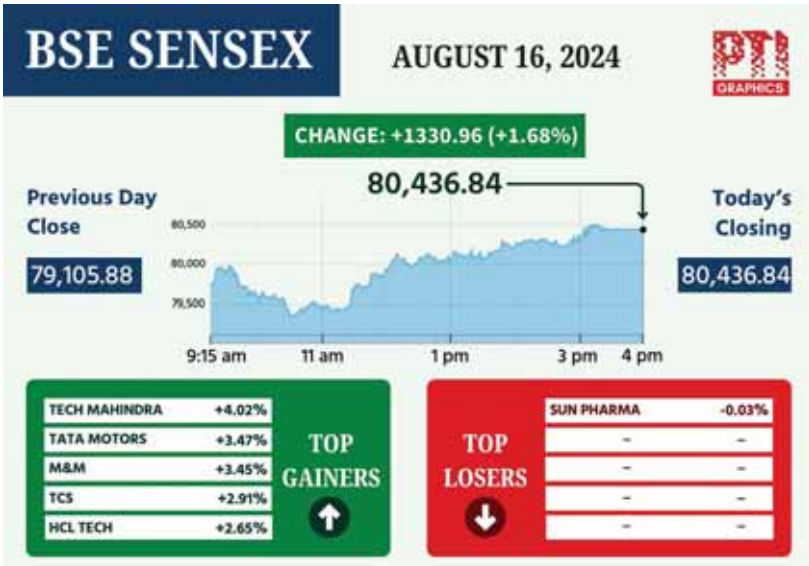 BSE SENSEX
AUGUST 16, 2024
PTI
GRAPHICS
CHANGE: +1330.96 (+1.68%)
80,436.84
Previous Day
Close
79,105.88
Today's
Closing
80,436.84
80,500
80,000
79,500
9:15 am 11 am 1 pm 3 pm 4 pm
TECH MAHINDRA +4.02%
TATA MOTORS +3.47%
M&M +3.45%
TCS +2.91%
HCL TECH +2.65%
TOP
GAINERS
TOP
LOSERS
SUN PHARMA -0.03%
– –
– –
– –
– –